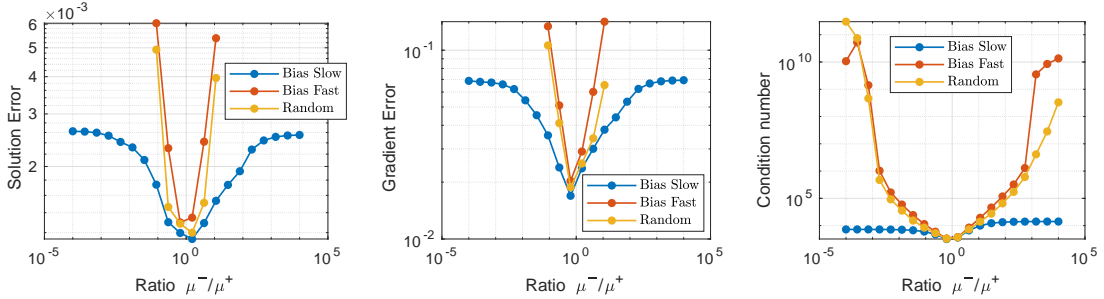 ×10⁻³
6
5
4
3
2
Solution Error
10⁻⁵
10⁰
10⁵
Ratio μ⁻/μ⁺
Bias Slow
Bias Fast
Random
10⁻¹
10⁻²
Gradient Error
10⁻⁵
10⁰
10⁵
Ratio μ⁻/μ⁺
Bias Slow
Bias Fast
Random
10¹⁰
10⁵
Condition number
10⁻⁵
10⁰
10⁵
Ratio μ⁻/μ⁺
Bias Slow
Bias Fast
Random